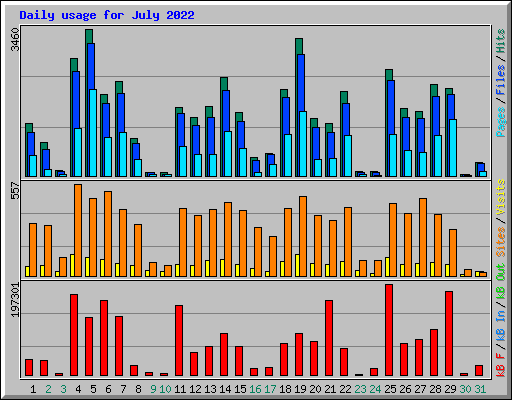 Daily usage for July 2022
3460
Pages / Files / Hits
557
Sites / Visits
197301
kB F / kB In / kB Out
1 2 3 4 5 6 7 8 9 10 11 12 13 14 15 16 17 18 19 20 21 22 23 24 25 26 27 28 29 30 31